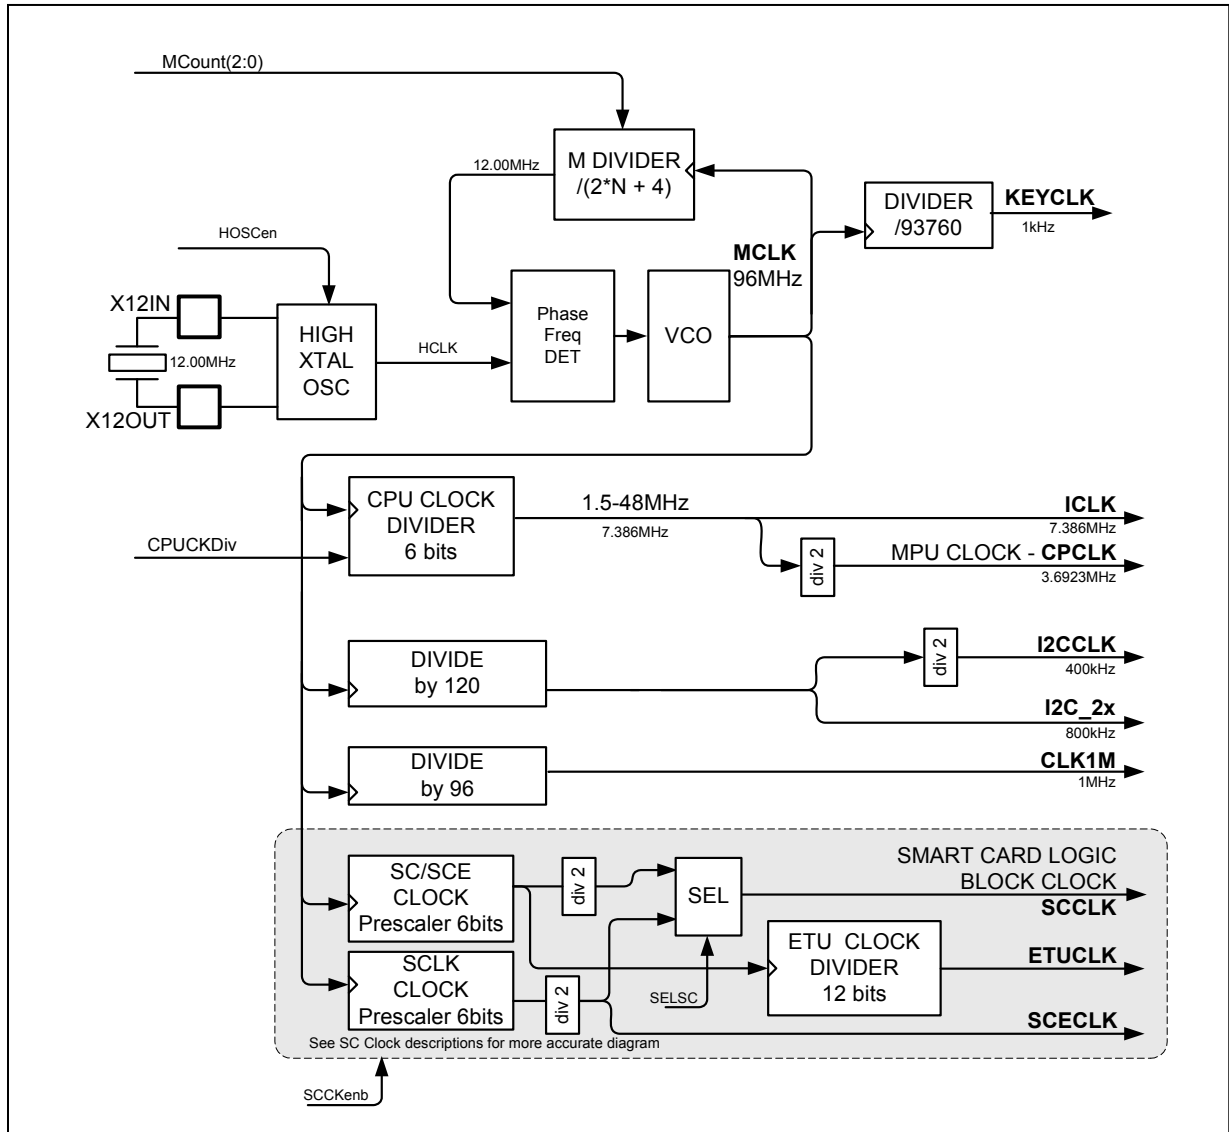 MCount(2:0)
M DIVIDER
/(2*N + 4)
12.00MHz
DIVIDER
/93760
KEYCLK
1kHz
HOSCen
MCLK
96MHz
X12IN
12.00MHz
X12OUT
HIGH
XTAL
OSC
HCLK
Phase
Freq
DET
VCO
CPU CLOCK
DIVIDER
6 bits
CPUCKDiv
1.5-48MHz
7.386MHz
ICLK
7.386MHz
div 2
MPU CLOCK - CPCLK
3.6923MHz
DIVIDE
by 120
div 2
I2CCLK
400kHz
I2C_2x
800kHz
DIVIDE
by 96
CLK1M
1MHz
SC/SCE
CLOCK
Prescaler 6bits
div 2
SEL
SMART CARD LOGIC
BLOCK CLOCK
SCCLK
SCLK
CLOCK
Prescaler 6bits
div 2
SELSC
ETU CLOCK
DIVIDER
12 bits
ETUCLK
SCECLK
See SC Clock descriptions for more accurate diagram
SCCKenb